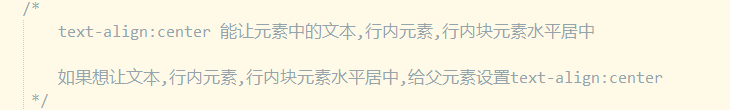 /*
text-align:center 能让元素中的文本,行内元素,行内块元素水平居中
如果想让文本,行内元素,行内块元素水平居中,给父元素设置text-align:center
*/